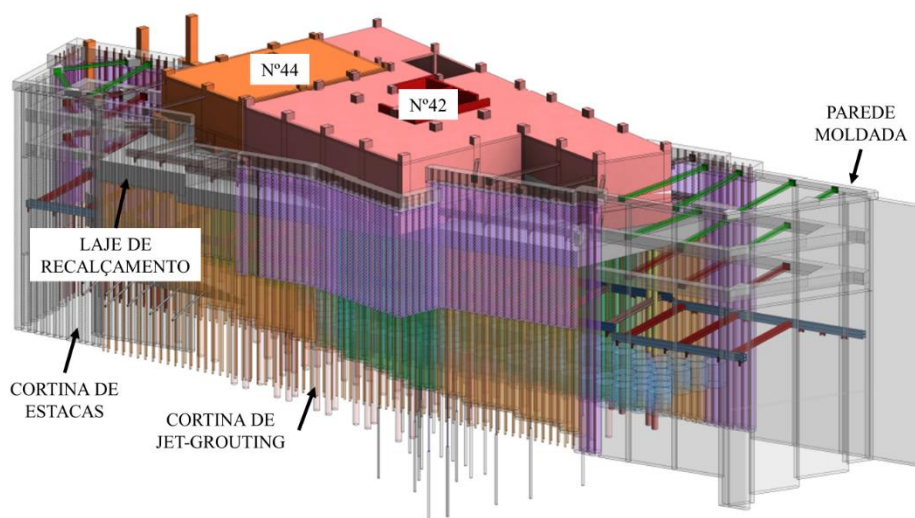 Nº44
Nº42
PAREDE
MOLDADA
LAJE DE
RECALÇAMENTO
CORTINA DE
ESTACAS
CORTINA DE
JET-GROUTING